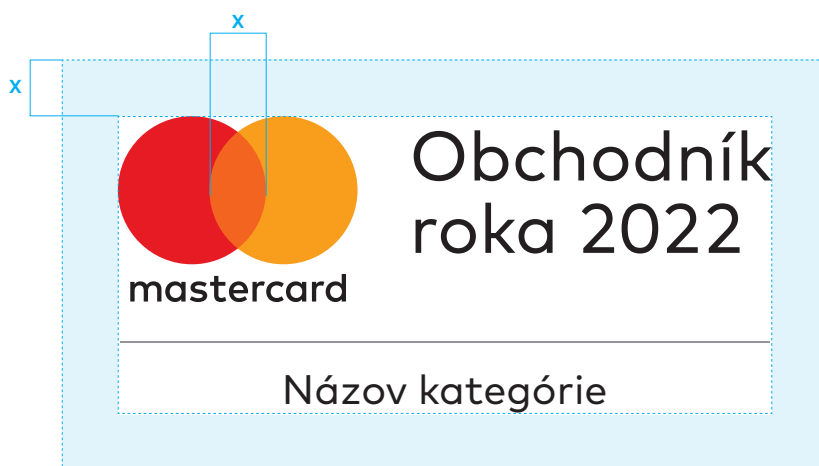 x
x
Obchodník
roka 2022
mastercard
Názov kategórie